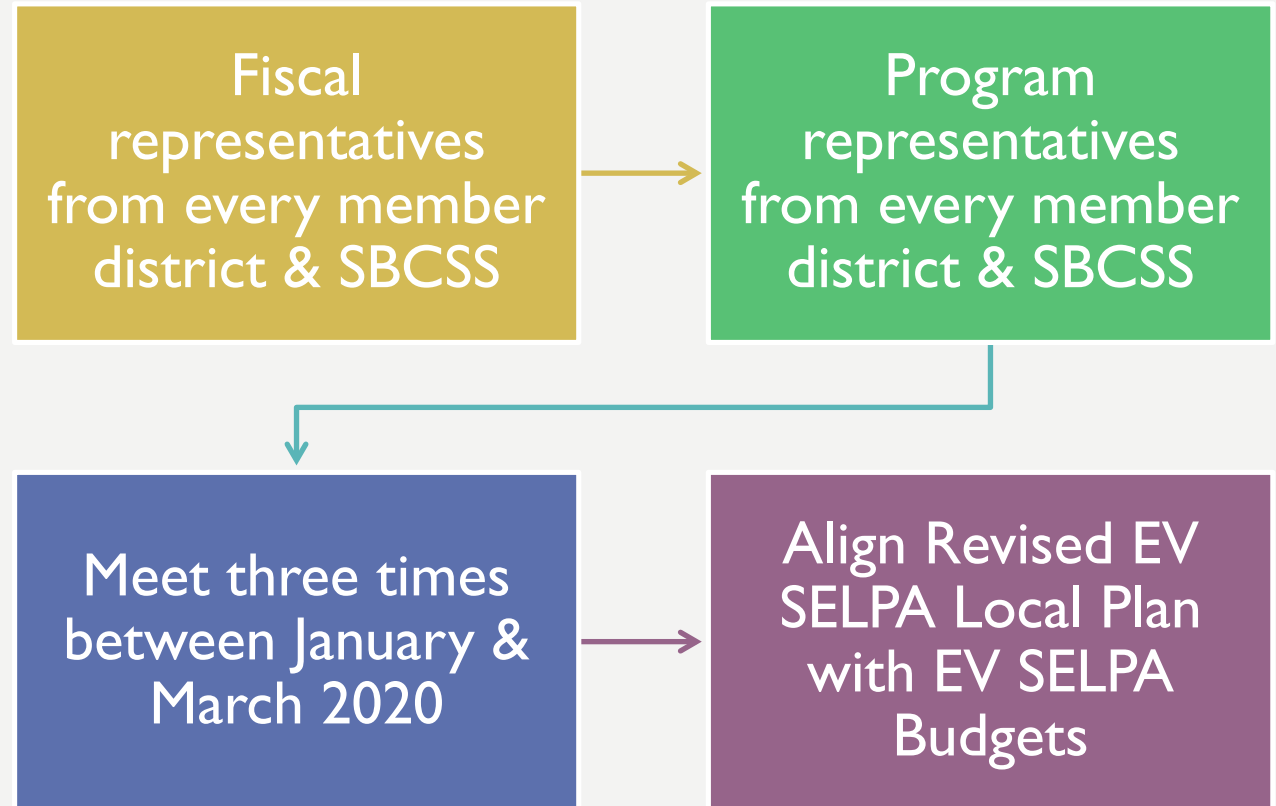 Fiscal
representatives
from every member
district & SBCSS
Program
representatives
from every member
district & SBCSS
Meet three times
between January &
March 2020
Align Revised EV
SELPA Local Plan
with EV SELPA
Budgets